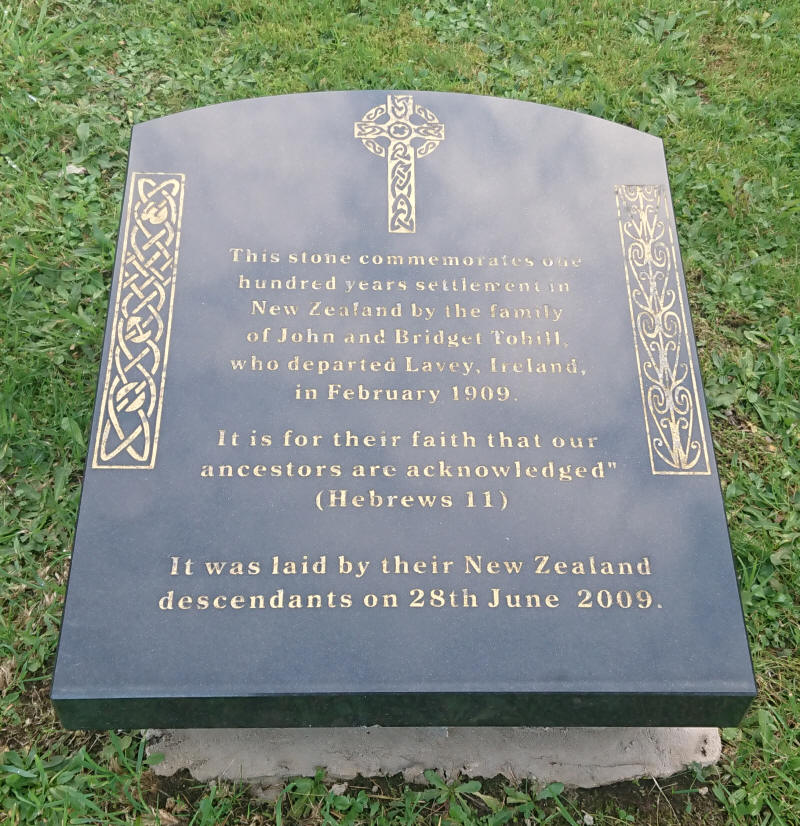 This stone commemorates one
hundred years settlement in
New Zealand by the family
of John and Bridget Tohill,
who departed Lavey, Ireland,
in February 1909.
It is for their faith that our
ancestors are acknowledged"
(Hebrews 11)
It was laid by their New Zealand
descendants on 28th June 2009.